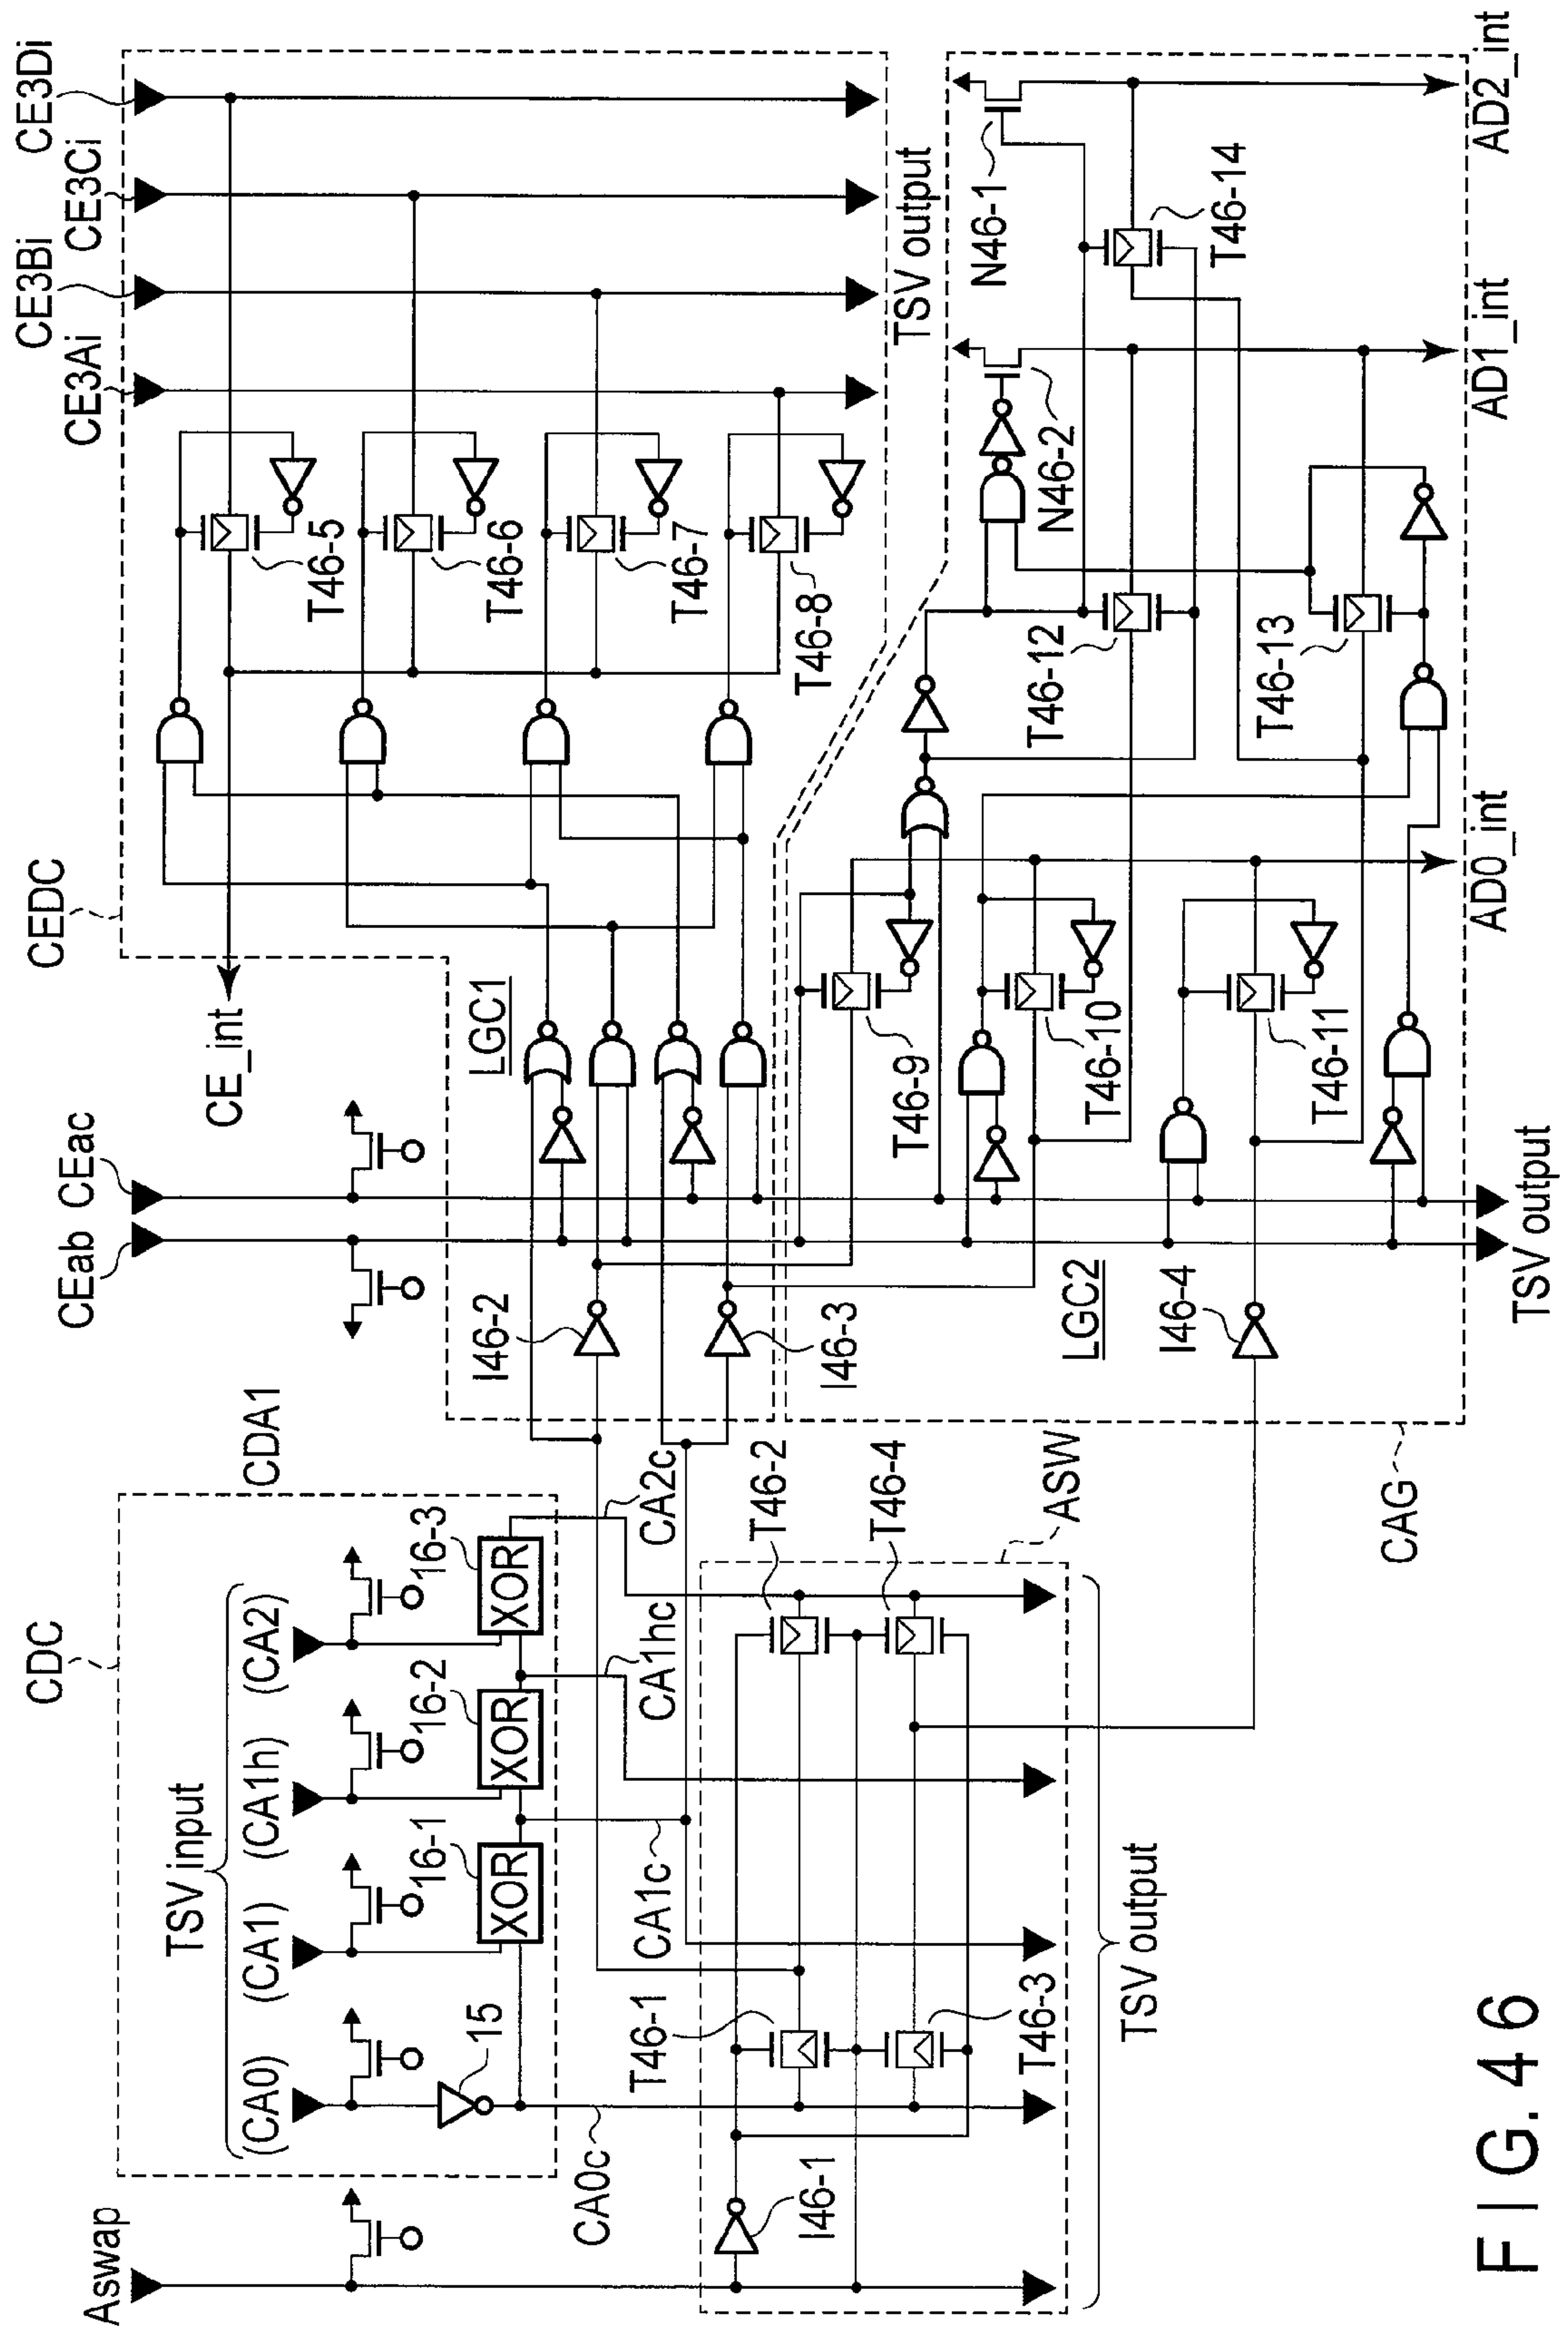 CEDC
CE3Ai
CE3Bi
CE3Ci
CE3Di
CE_int
T46-5
T46-6
T46-7
T46-8
TSV output
CEab
CEac
LGC1
I46-2
I46-3
CDC
CDA1
TSV input
(CA0)
(CA1)
(CA1h)
(CA2)
15
16-1
16-2
16-3
XOR
XOR
XOR
Aswap
CA0c
CA1c
CA1hc
CA2c
I46-1
T46-1
T46-2
T46-3
T46-4
ASW
TSV output
CAG
LGC2
I46-4
T46-9
T46-10
T46-11
T46-12
T46-13
T46-14
N46-1
N46-2
TSV output
AD0_int
AD1_int
AD2_int
FIG. 46